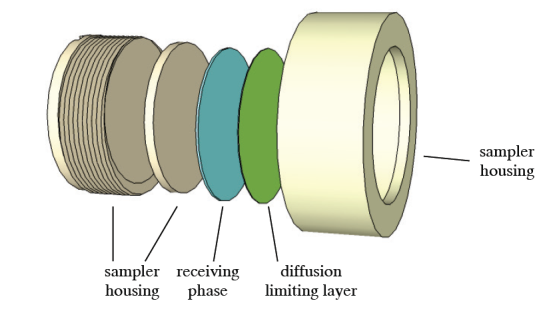 sampler
housing
sampler
housing
receiving
phase
diffusion
limiting layer